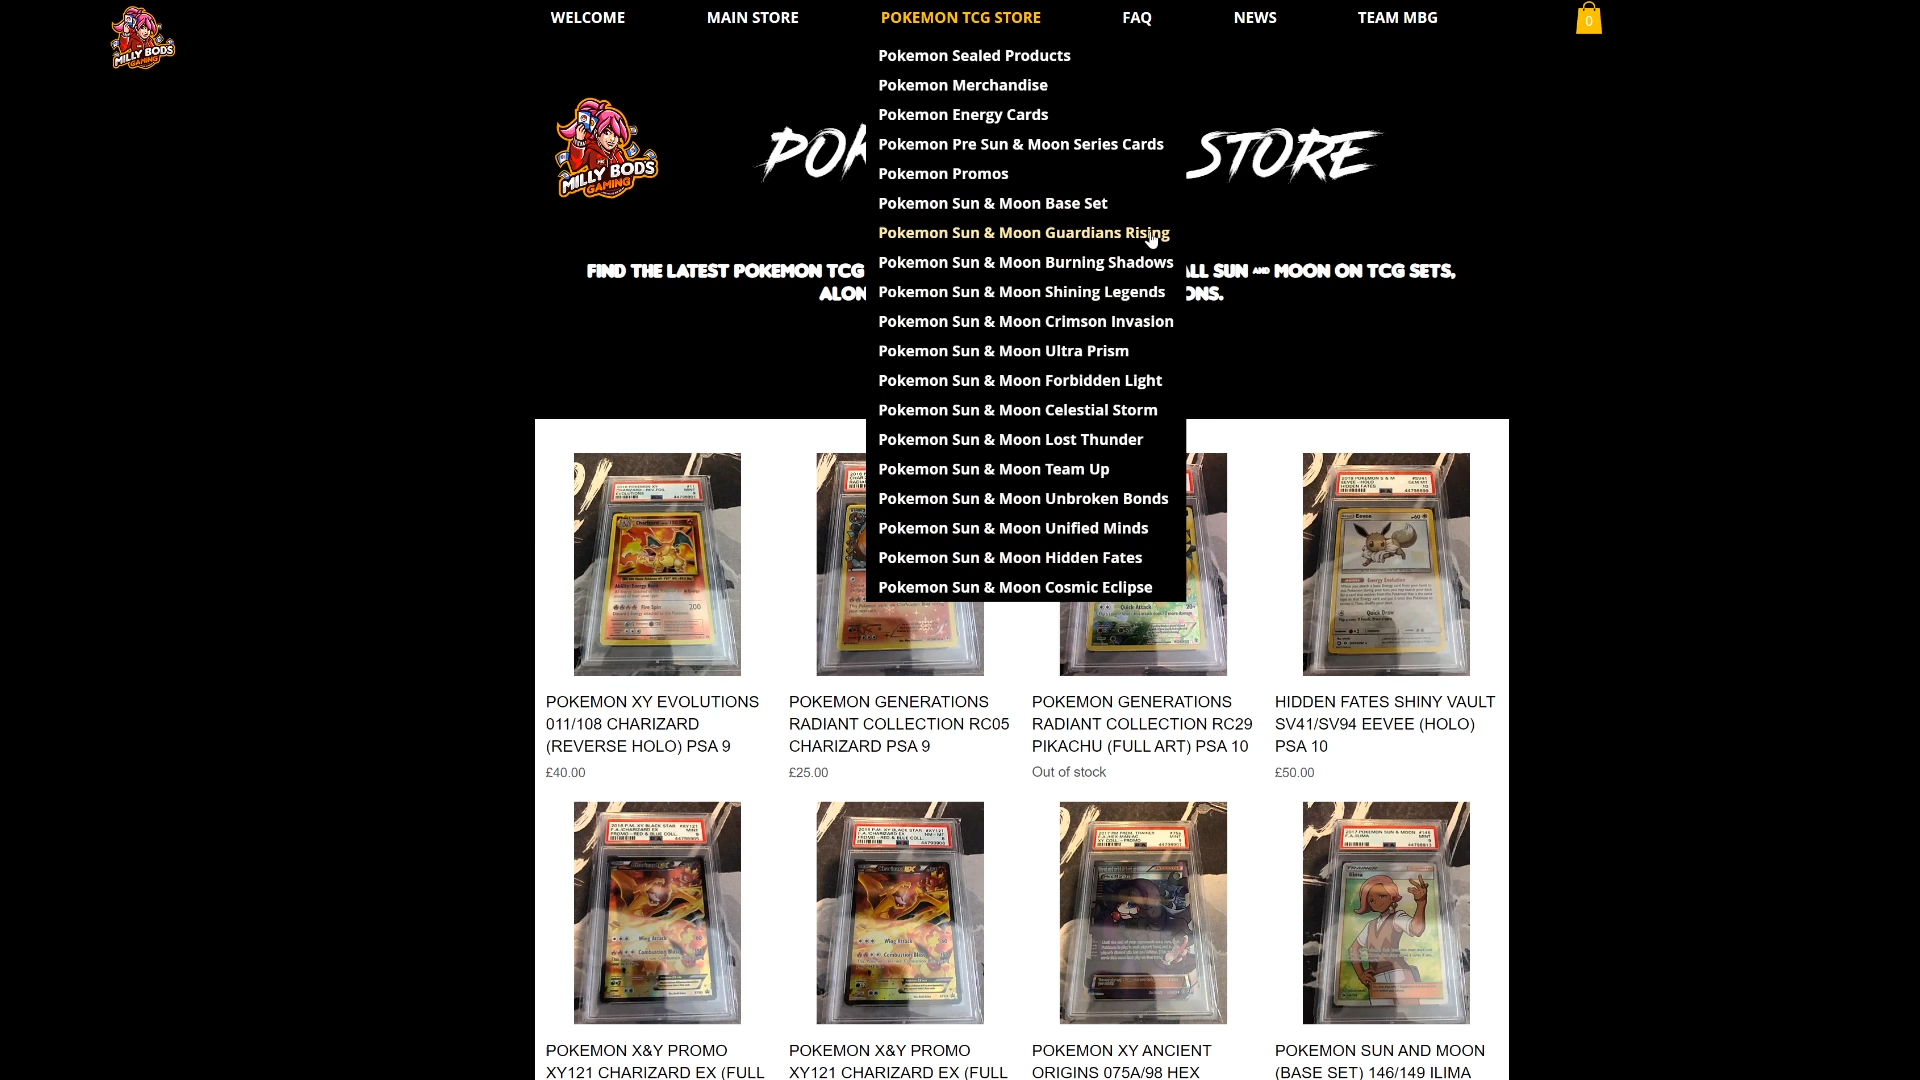 WELCOME
MAIN STORE
POKEMON TCG STORE
FAQ
NEWS
TEAM MBG
0
MILLY BODS
GAMING
Pokemon Sealed Products
Pokemon Merchandise
Pokemon Energy Cards
Pokemon Pre Sun & Moon Series Cards
Pokemon Promos
Pokemon Sun & Moon Base Set
Pokemon Sun & Moon Guardians Rising
Pokemon Sun & Moon Burning Shadows
Pokemon Sun & Moon Shining Legends
Pokemon Sun & Moon Crimson Invasion
Pokemon Sun & Moon Ultra Prism
Pokemon Sun & Moon Forbidden Light
Pokemon Sun & Moon Celestial Storm
Pokemon Sun & Moon Lost Thunder
Pokemon Sun & Moon Team Up
Pokemon Sun & Moon Unbroken Bonds
Pokemon Sun & Moon Unified Minds
Pokemon Sun & Moon Hidden Fates
Pokemon Sun & Moon Cosmic Eclipse
MILLY BODS
GAMING
STORE
FIND THE LATEST POKEMON TCG
ALL SUN AND MOON ON TCG SETS,
POKEMON XY EVOLUTIONS
011/108 CHARIZARD
(REVERSE HOLO) PSA 9
£40.00
POKEMON GENERATIONS
RADIANT COLLECTION RC05
CHARIZARD PSA 9
£25.00
POKEMON GENERATIONS
RADIANT COLLECTION RC29
PIKACHU (FULL ART) PSA 10
Out of stock
HIDDEN FATES SHINY VAULT
SV41/SV94 EEVEE (HOLO)
PSA 10
£50.00
POKEMON X&Y PROMO
XY121 CHARIZARD EX (FULL
POKEMON X&Y PROMO
XY121 CHARIZARD EX (FULL
POKEMON XY ANCIENT
ORIGINS 075A/98 HEX
POKEMON SUN AND MOON
(BASE SET) 146/149 ILIMA